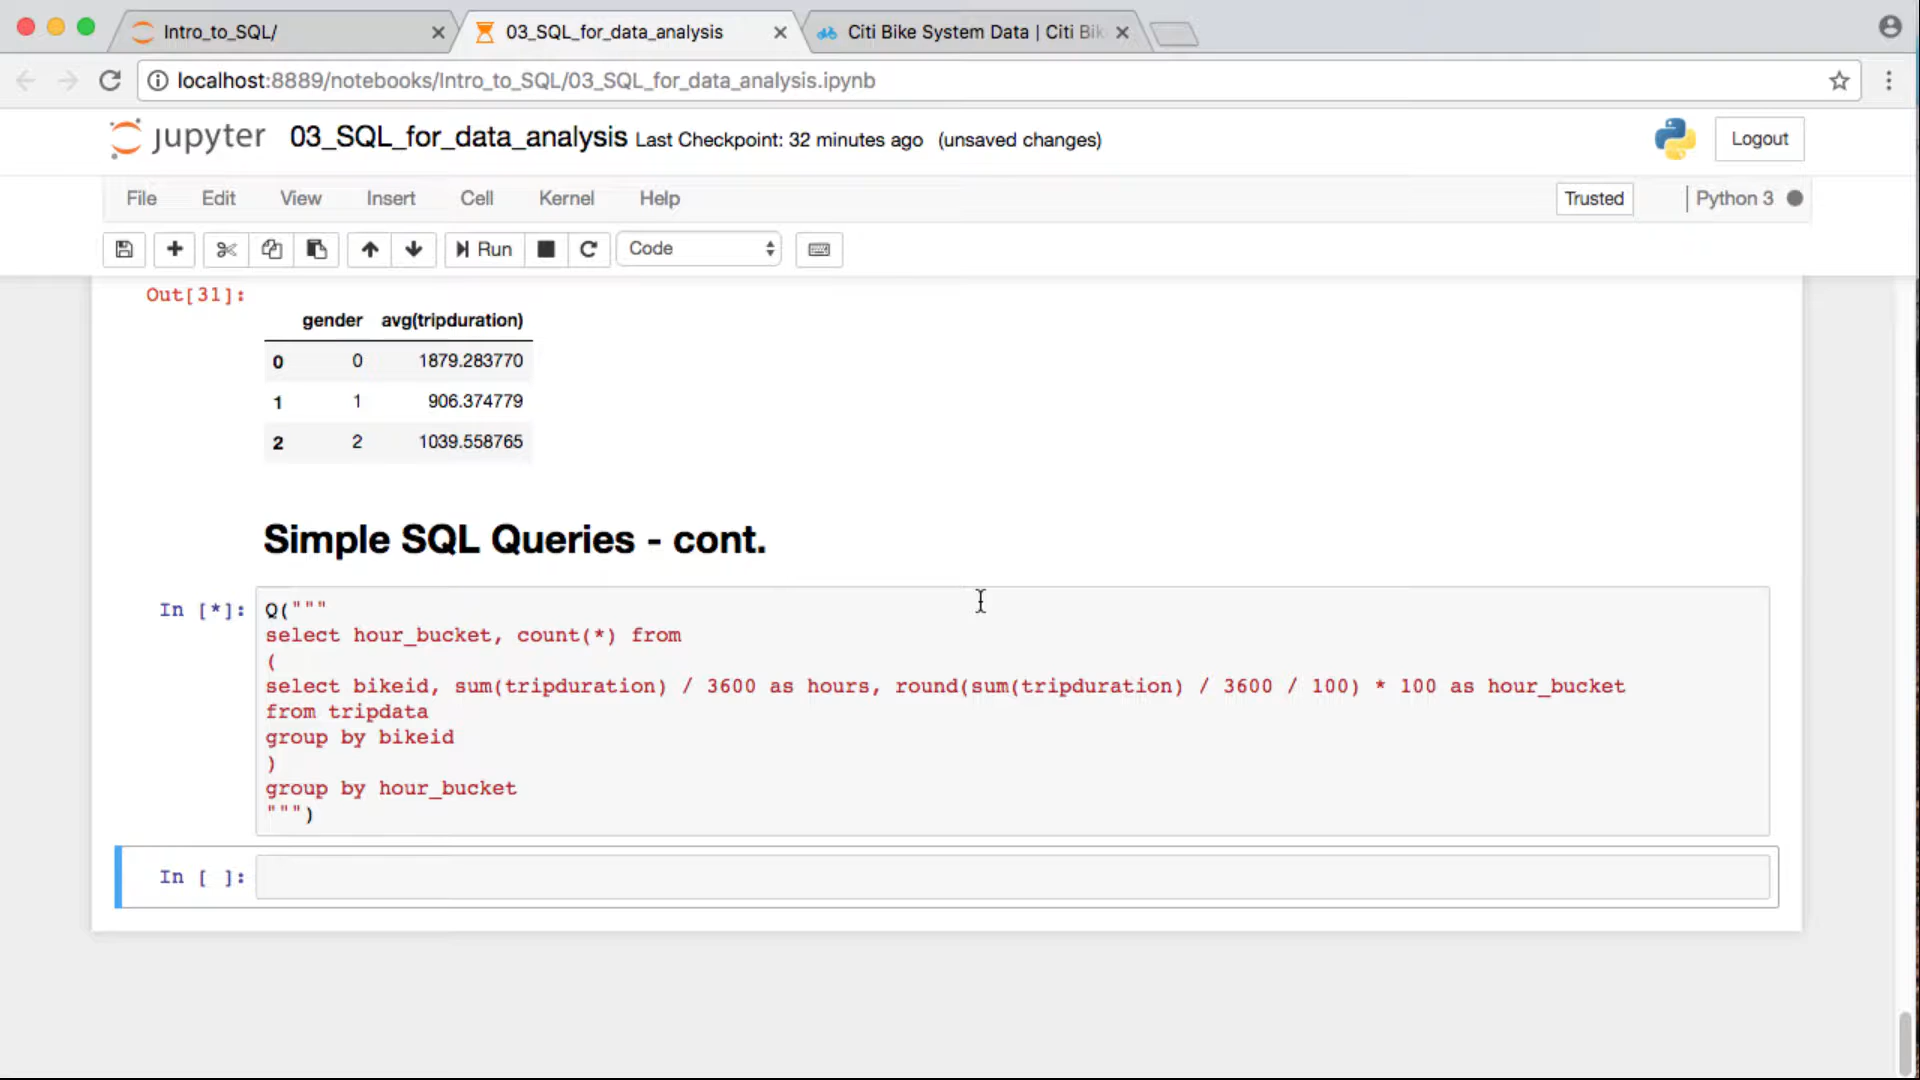 Intro_to_SQL/
03_SQL_for_data_analysis
Citi Bike System Data | Citi Bik
localhost:8889/notebooks/Intro_to_SQL/03_SQL_for_data_analysis.ipynb
jupyter 03_SQL_for_data_analysis Last Checkpoint: 32 minutes ago (unsaved changes)
Logout
File Edit View Insert Cell Kernel Help
Trusted
Python 3
Run
Code
Out[31]:
gender avg(tripduration)
0 0 1879.283770
1 1 906.374779
2 2 1039.558765
Simple SQL Queries - cont.
In [*]: Q("""
select hour_bucket, count(*) from
(
select bikeid, sum(tripduration) / 3600 as hours, round(sum(tripduration) / 3600 / 100) * 100 as hour_bucket
from tripdata
group by bikeid
)
group by hour_bucket
""")
In [ ]: